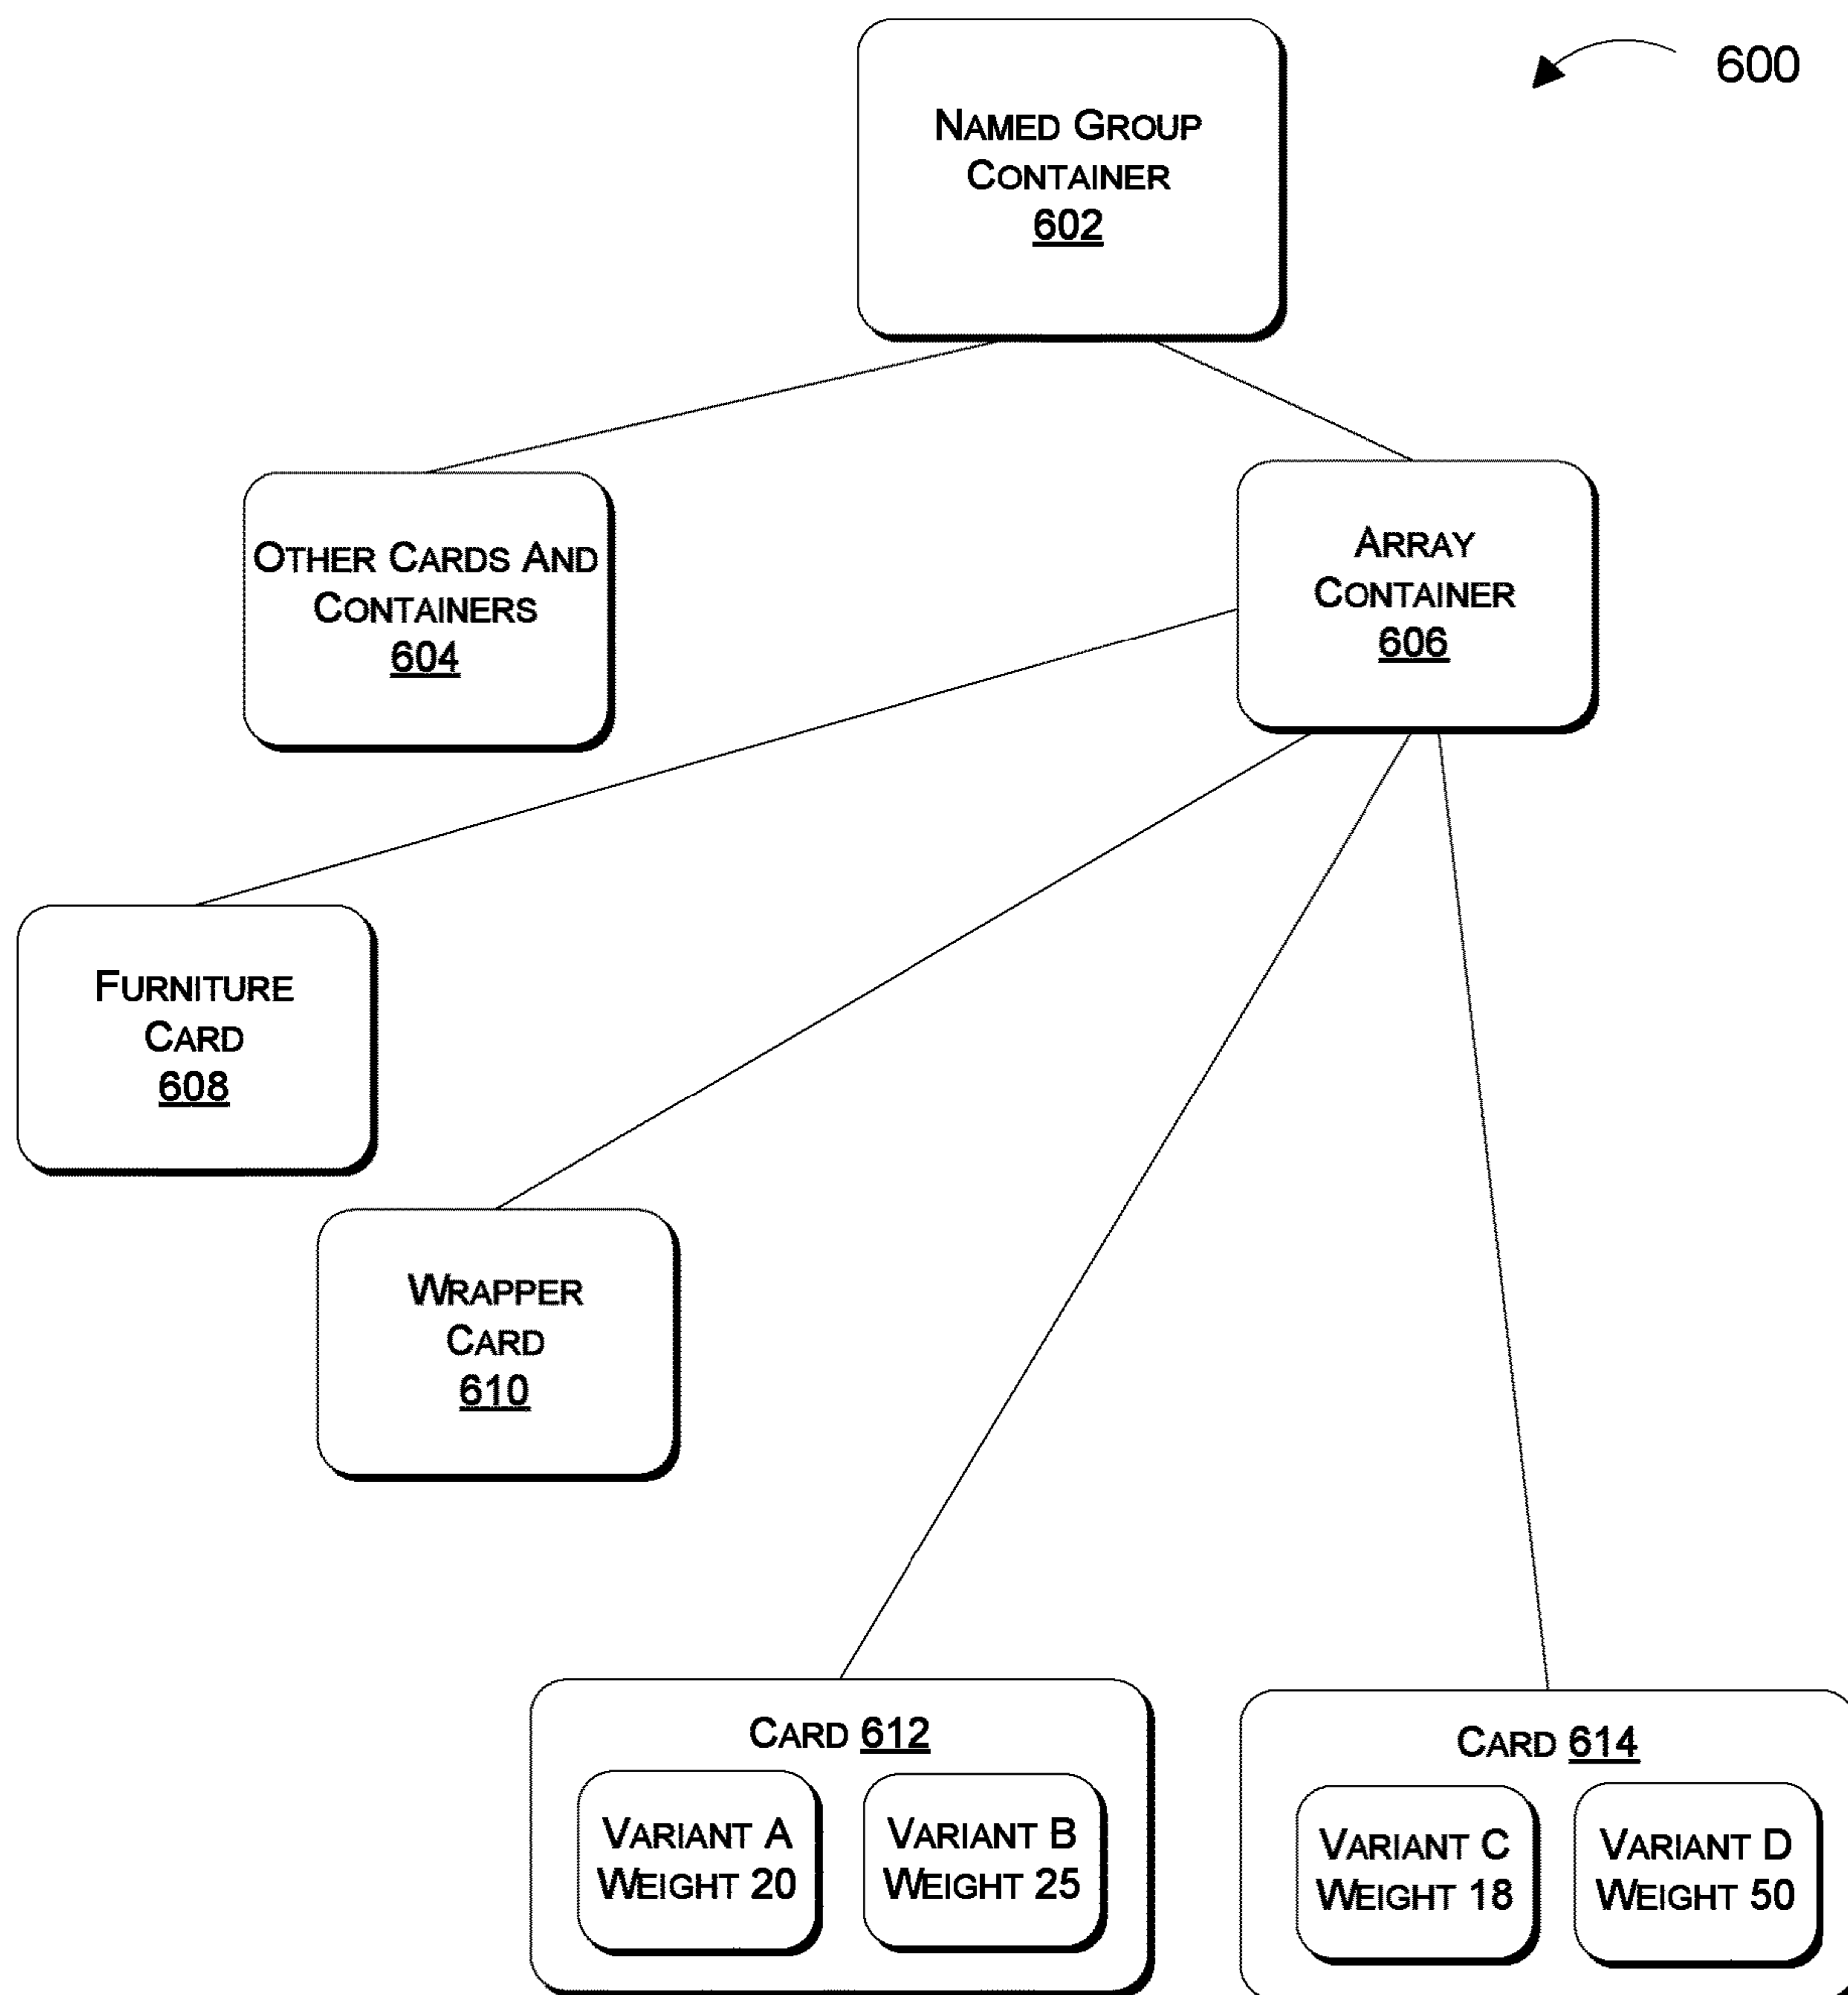 600
NAMED GROUP
CONTAINER
602
OTHER CARDS AND
CONTAINERS
604
ARRAY
CONTAINER
606
FURNITURE
CARD
608
WRAPPER
CARD
610
CARD 612
VARIANT A
WEIGHT 20
VARIANT B
WEIGHT 25
CARD 614
VARIANT C
WEIGHT 18
VARIANT D
WEIGHT 50